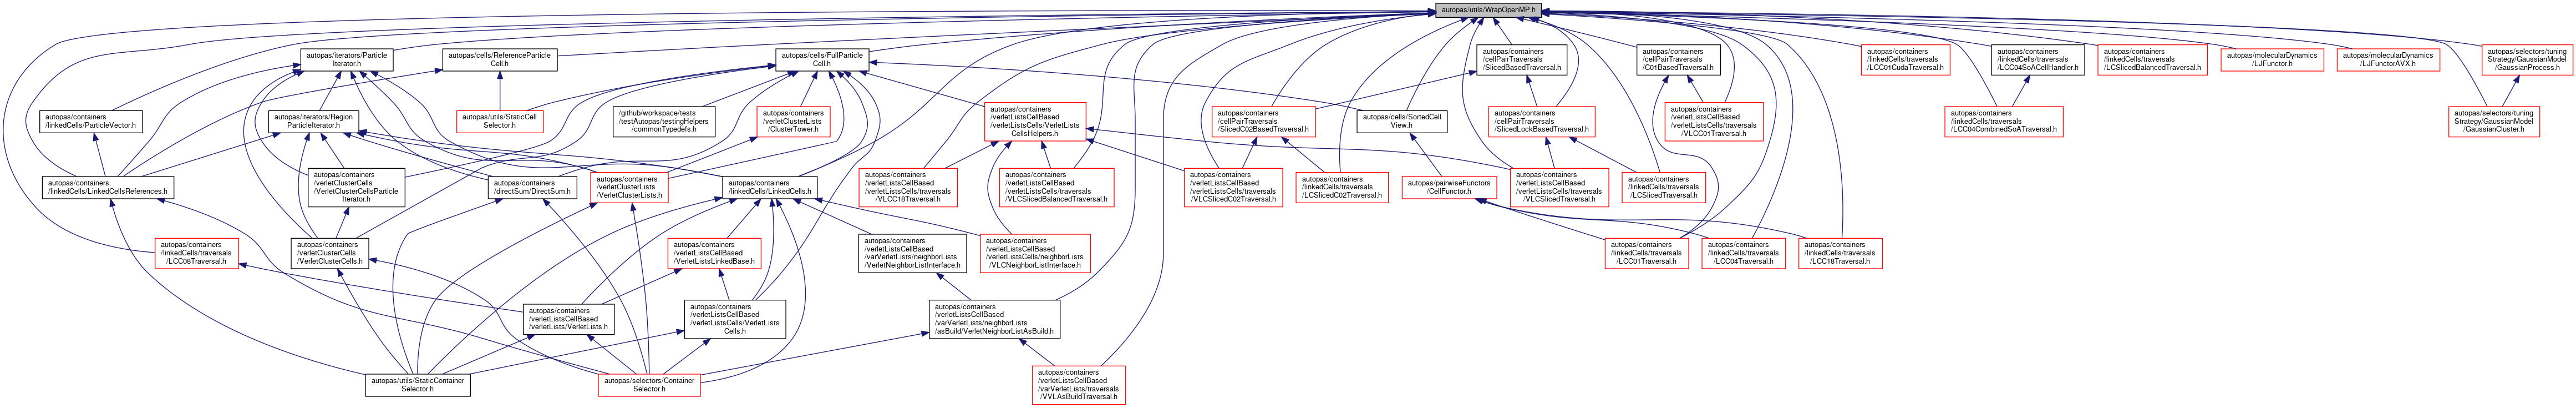 autopas/utils/WrapOpenMP.h
autopas/iterators/Particle
Iterator.h
autopas/cells/ReferenceParticle
Cell.h
autopas/cells/FullParticle
Cell.h
autopas/containers
/cellPairTraversals
/SlicedBasedTraversal.h
autopas/containers
/cellPairTraversals
/C01BasedTraversal.h
autopas/containers
/linkedCells/traversals
/LCC01CudaTraversal.h
autopas/containers
/linkedCells/traversals
/LCC04SoACellHandler.h
autopas/containers
/linkedCells/traversals
/LCSlicedBalancedTraversal.h
autopas/molecularDynamics
/LJFunctor.h
autopas/molecularDynamics
/LJFunctorAVX.h
autopas/selectors/tuning
Strategy/GaussianModel
/GaussianProcess.h
autopas/containers
/linkedCells/ParticleVector.h
autopas/iterators/Region
ParticleIterator.h
autopas/utils/StaticCell
Selector.h
/github/workspace/tests
/testAutopas/testingHelpers
/commonTypedefs.h
autopas/containers
/verletClusterLists
/ClusterTower.h
autopas/containers
/verletListsCellBased
/verletListsCells/VerletLists
CellsHelpers.h
autopas/containers
/cellPairTraversals
/SlicedC02BasedTraversal.h
autopas/cells/SortedCell
View.h
autopas/containers
/cellPairTraversals
/SlicedLockBasedTraversal.h
autopas/containers
/verletListsCellBased
/verletListsCells/traversals
/VLCC01Traversal.h
autopas/containers
/linkedCells/traversals
/LCC04CombinedSoATraversal.h
autopas/selectors/tuning
Strategy/GaussianModel
/GaussianCluster.h
autopas/containers
/linkedCells/LinkedCellsReferences.h
autopas/containers
/verletClusterCells
/VerletClusterCellsParticle
Iterator.h
autopas/containers
/directSum/DirectSum.h
autopas/containers
/verletClusterLists
/VerletClusterLists.h
autopas/containers
/linkedCells/LinkedCells.h
autopas/containers
/verletListsCellBased
/verletListsCells/traversals
/VLCC18Traversal.h
autopas/containers
/verletListsCellBased
/verletListsCells/traversals
/VLCSlicedBalancedTraversal.h
autopas/containers
/verletListsCellBased
/verletListsCells/traversals
/VLCSlicedC02Traversal.h
autopas/containers
/linkedCells/traversals
/LCSlicedC02Traversal.h
autopas/pairwiseFunctors
/CellFunctor.h
autopas/containers
/verletListsCellBased
/verletListsCells/traversals
/VLCSlicedTraversal.h
autopas/containers
/linkedCells/traversals
/LCSlicedTraversal.h
autopas/containers
/linkedCells/traversals
/LCC08Traversal.h
autopas/containers
/verletClusterCells
/VerletClusterCells.h
autopas/containers
/verletListsCellBased
/VerletListsLinkedBase.h
autopas/containers
/verletListsCellBased
/varVerletLists/neighborLists
/VerletNeighborListInterface.h
autopas/containers
/verletListsCellBased
/verletListsCells/neighborLists
/VLCNeighborListInterface.h
autopas/containers
/linkedCells/traversals
/LCC01Traversal.h
autopas/containers
/linkedCells/traversals
/LCC04Traversal.h
autopas/containers
/linkedCells/traversals
/LCC18Traversal.h
autopas/containers
/verletListsCellBased
/verletLists/VerletLists.h
autopas/containers
/verletListsCellBased
/verletListsCells/VerletLists
Cells.h
autopas/containers
/verletListsCellBased
/varVerletLists/neighborLists
/asBuild/VerletNeighborListAsBuild.h
autopas/utils/StaticContainer
Selector.h
autopas/selectors/Container
Selector.h
autopas/containers
/verletListsCellBased
/varVerletLists/traversals
/VVLAsBuildTraversal.h